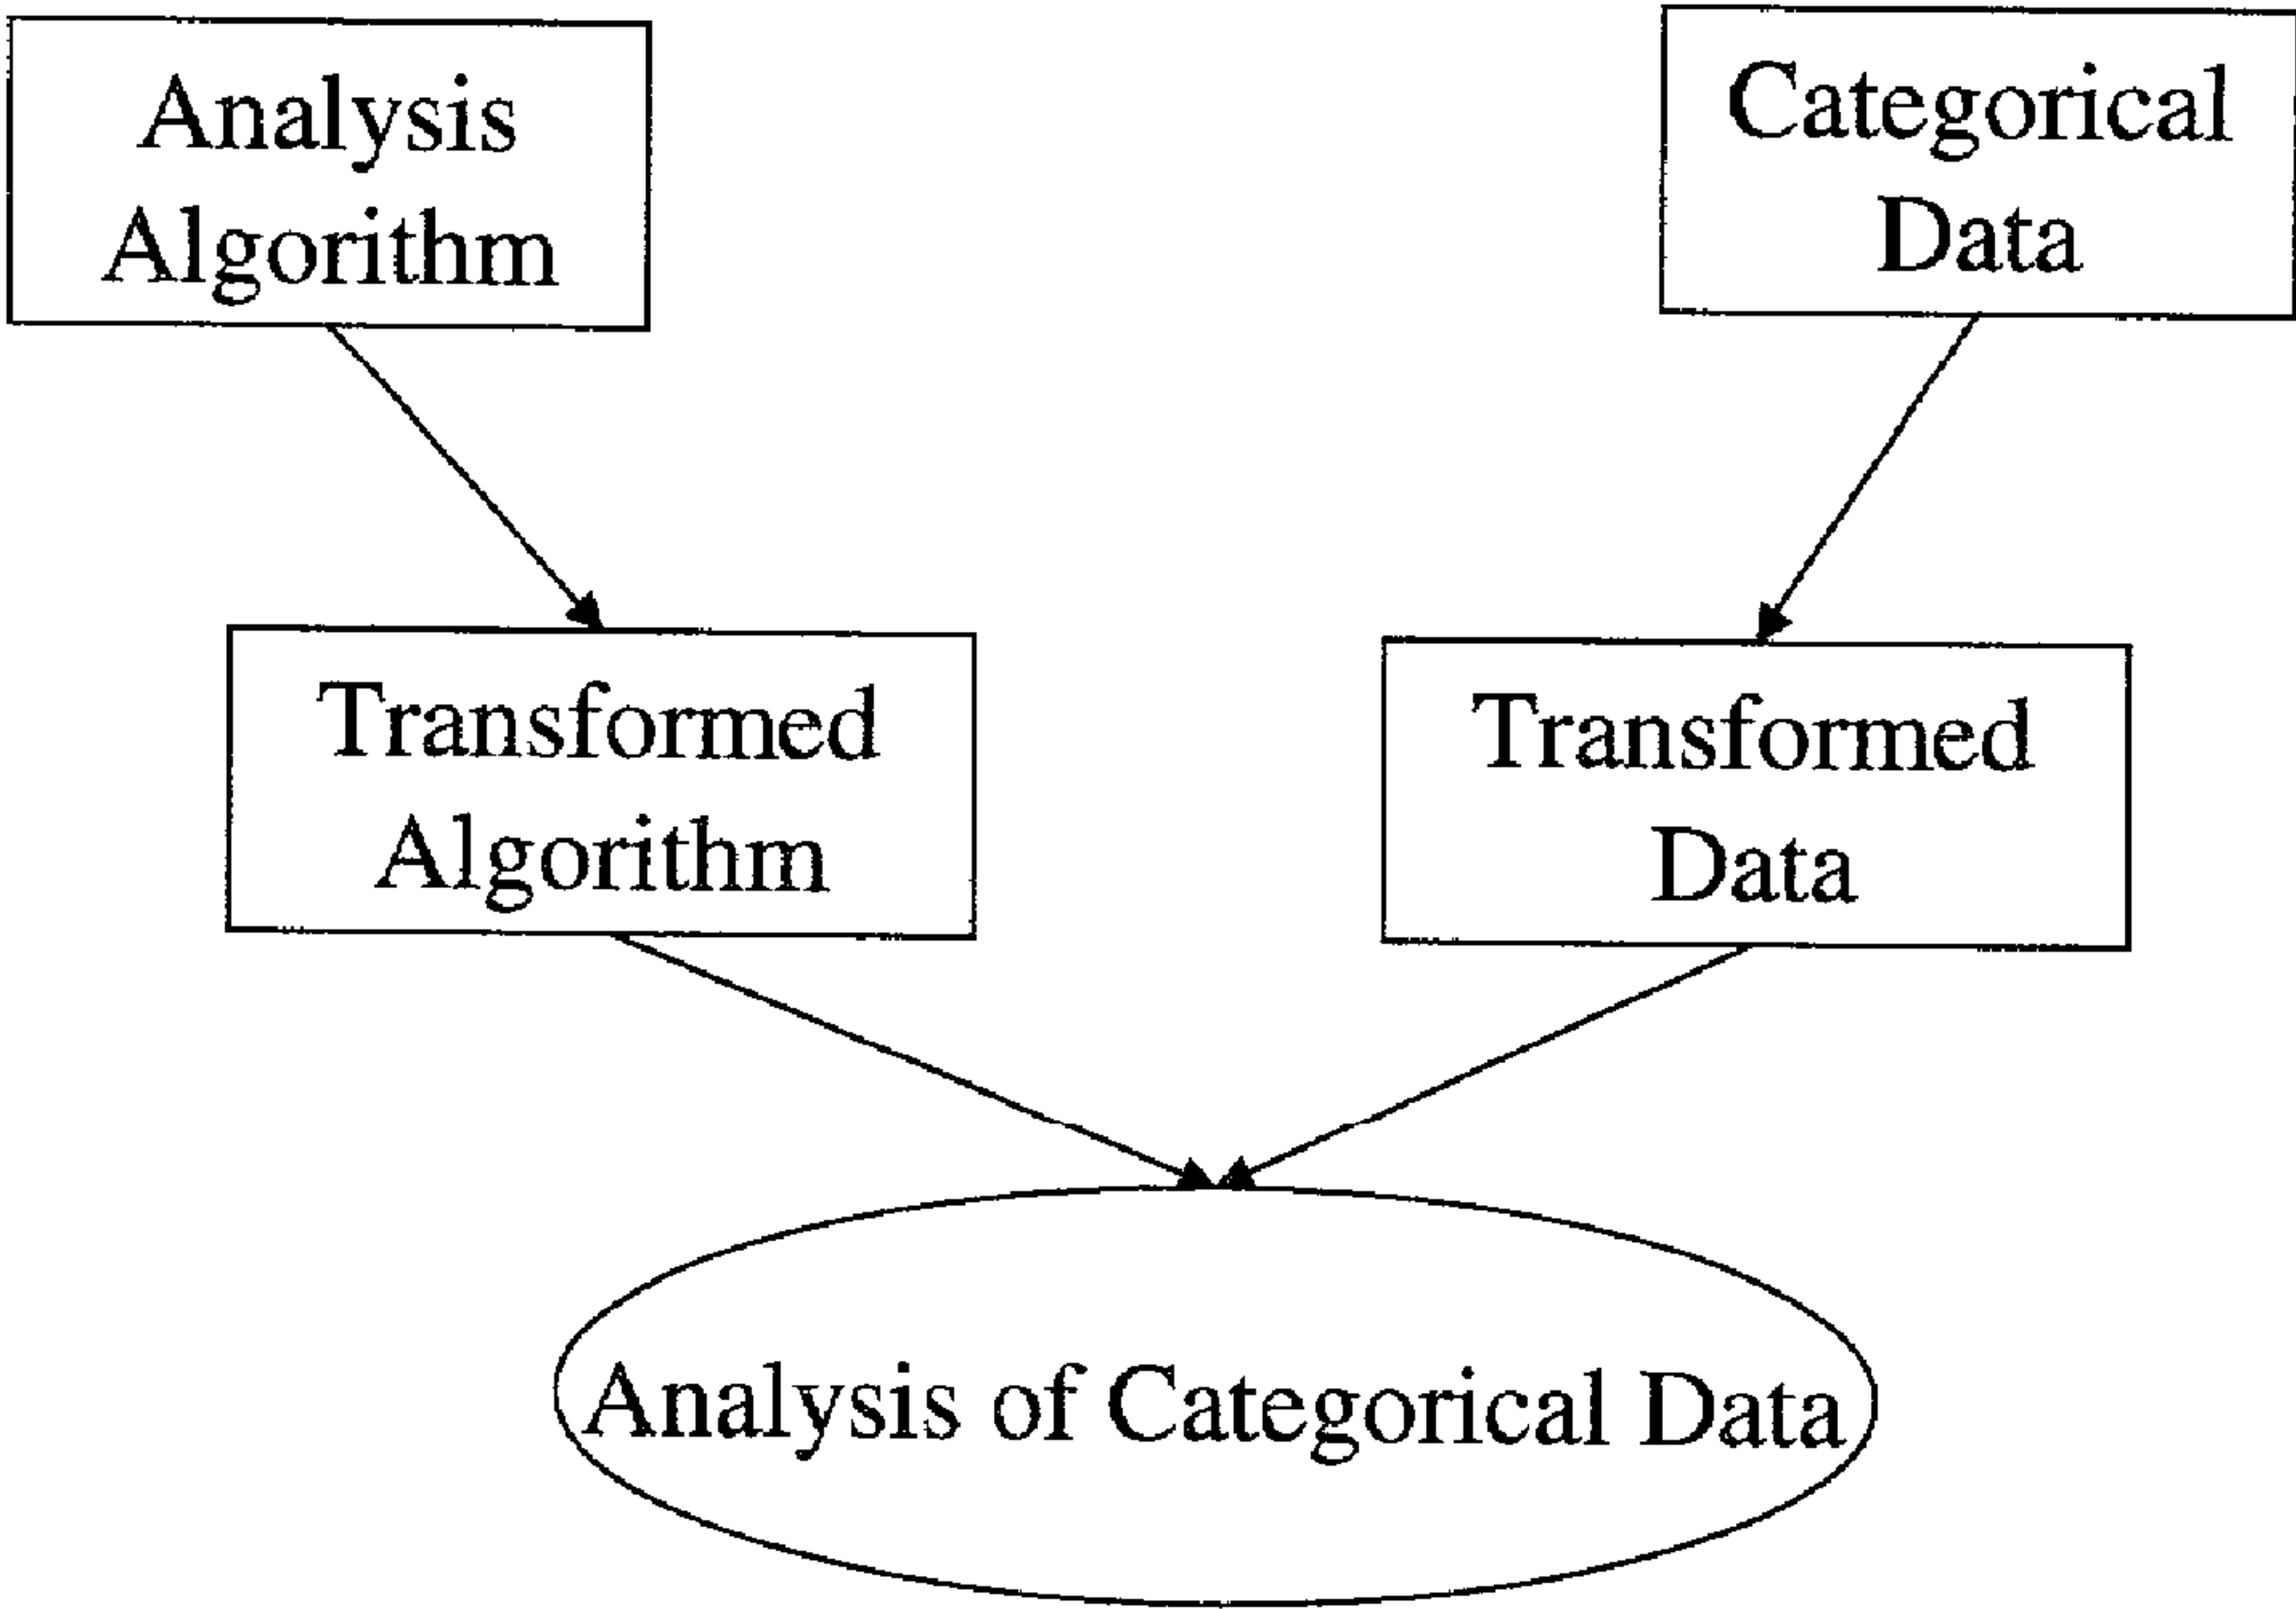 Analysis
Algorithm
Categorical
Data
Transformed
Algorithm
Transformed
Data
Analysis of Categorical Data